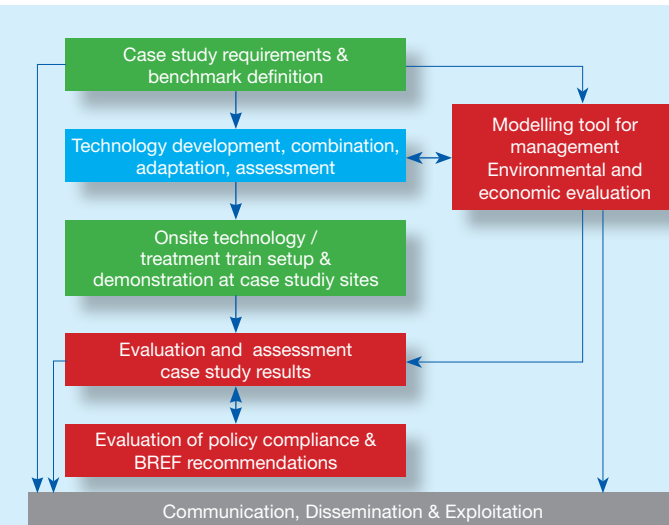 Case study requirements &
benchmark definition
Technology development, combination,
adaptation, assessment
Modelling tool for
management
Environmental and
economic evaluation
Onsite technology /
treatment train setup &
demonstration at case studiy sites
Evaluation and assessment
case study results
Evaluation of policy compliance &
BREF recommendations
Communication, Dissemination & Exploitation